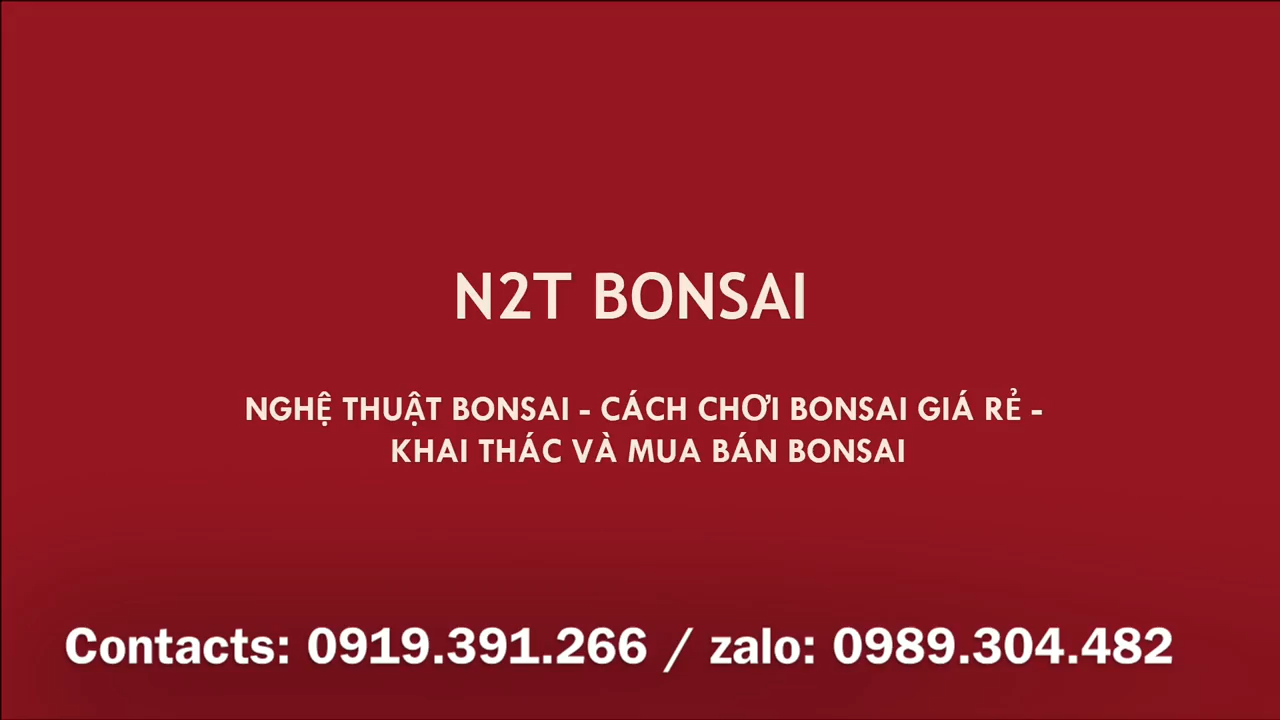 N2T BONSAI
NGHỆ THUẬT BONSAI - CÁCH CHƠI BONSAI GIÁ RẺ -
KHAI THÁC VÀ MUA BÁN BONSAI
Contacts: 0919.391.266 / zalo: 0989.304.482